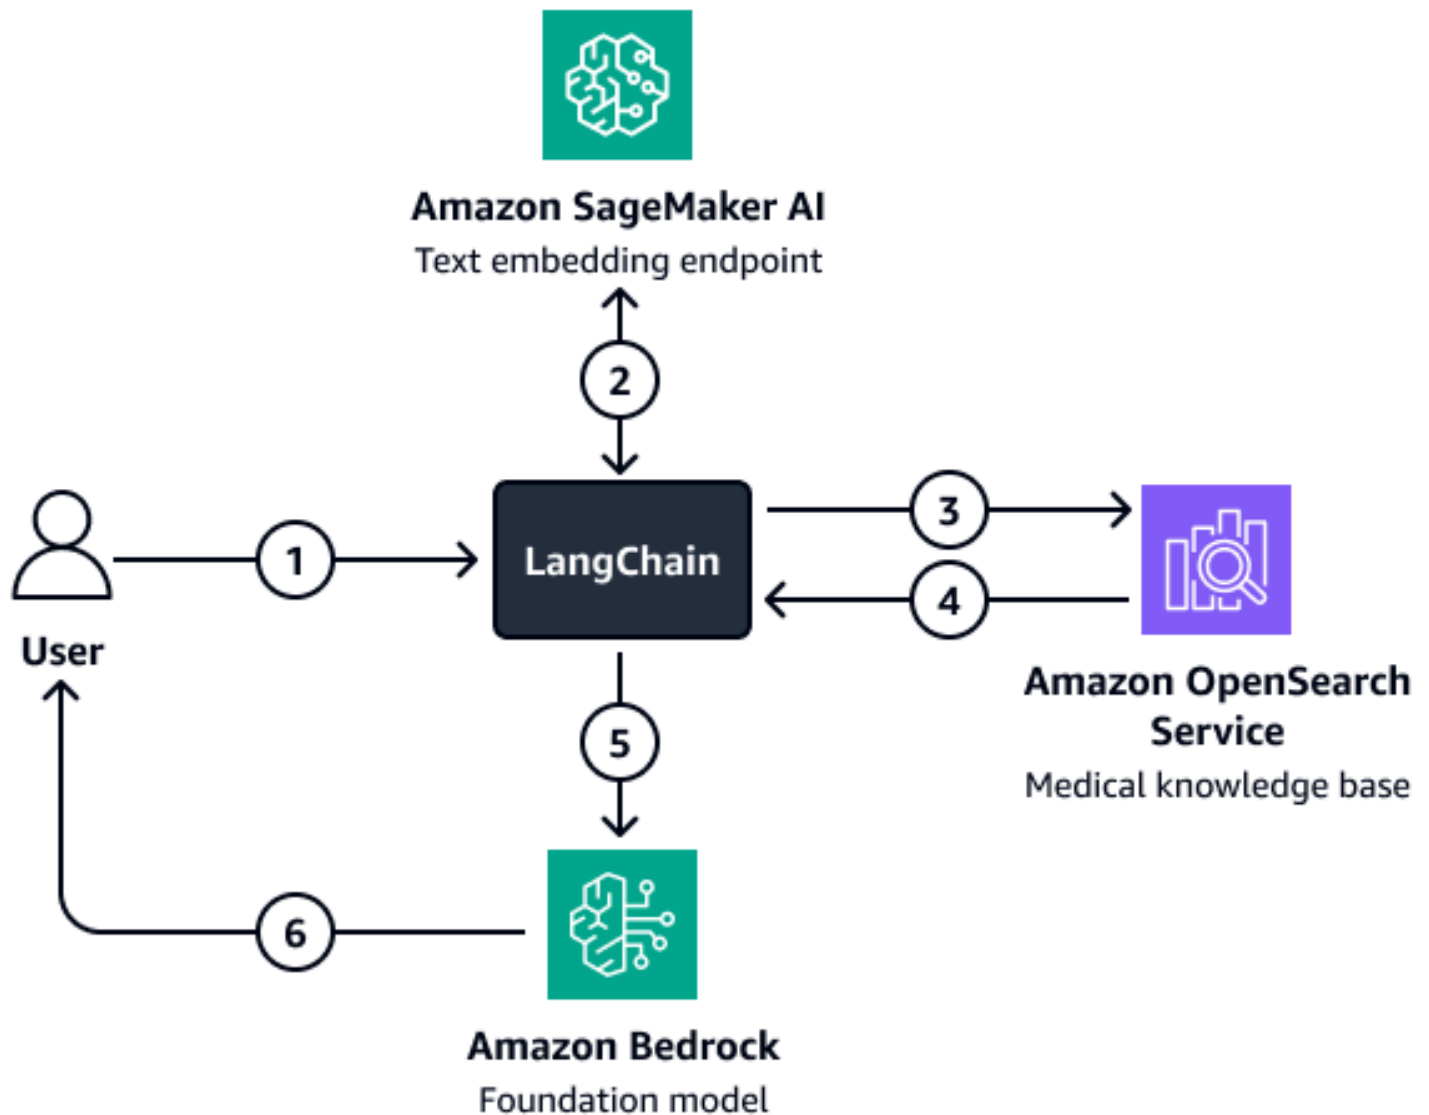 Amazon SageMaker AI
Text embedding endpoint
2
User
1
LangChain
3
4
Amazon OpenSearch
Service
Medical knowledge base
5
6
Amazon Bedrock
Foundation model